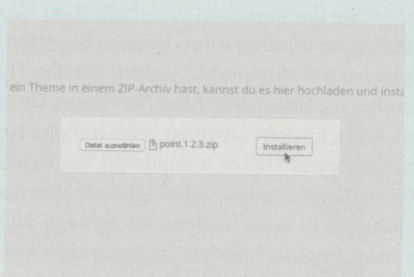 ein Theme in einem ZIP-Archiv hast, kannst du es hier hochladen und insta
Datei auswählen point.1.2.3.zip Installieren